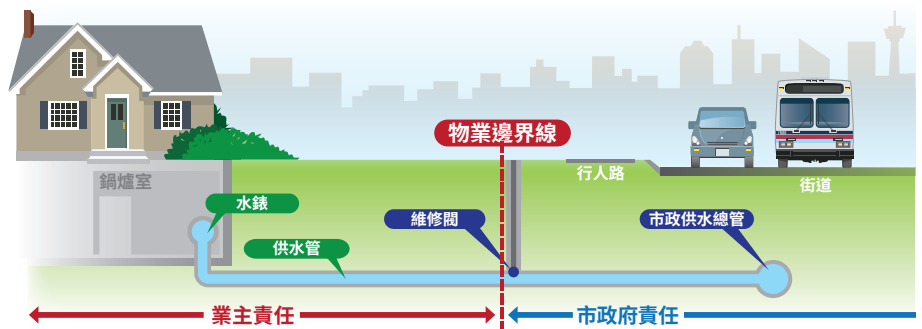 物業邊界線
行人路
街道
鍋爐室
水錶
維修閥
市政供水總管
供水管
業主責任
市政府責任